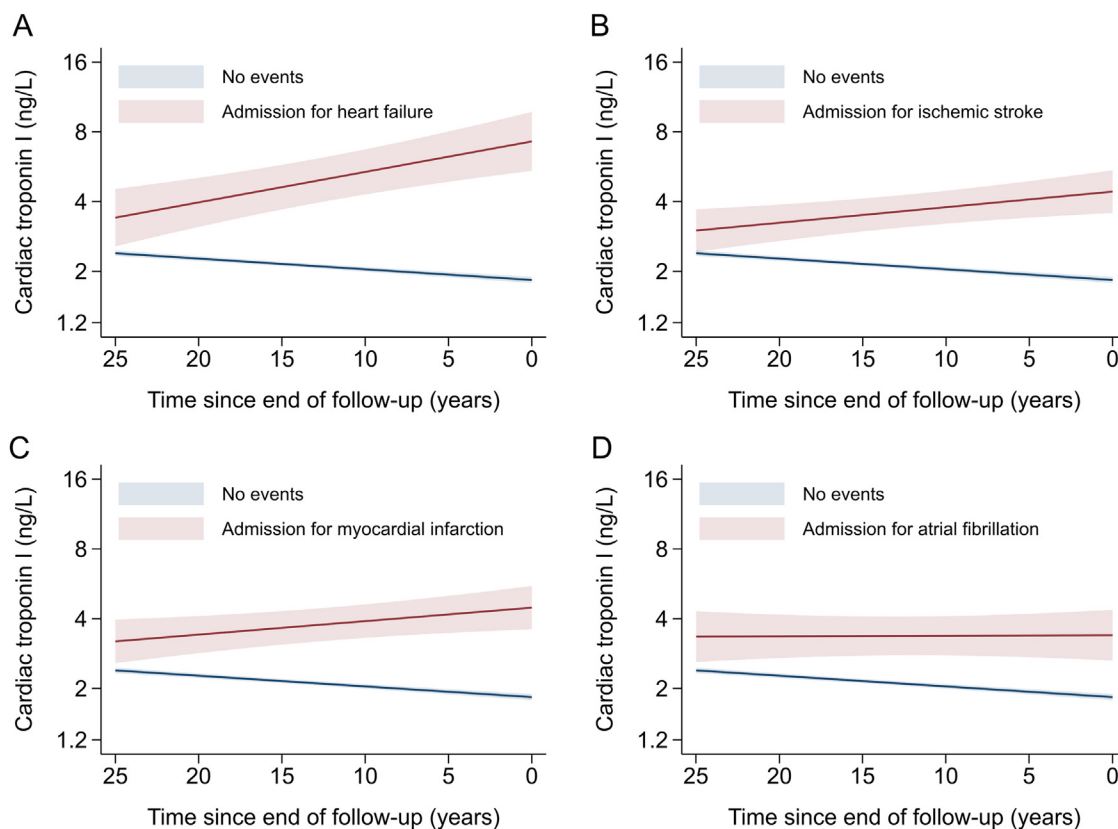 A
Cardiac troponin I (ng/L)
16
8
4
2
1.2
No events
Admission for heart failure
25 20 15 10 5 0
Time since end of follow-up (years)
B
Cardiac troponin I (ng/L)
16
8
4
2
1.2
No events
Admission for ischemic stroke
25 20 15 10 5 0
Time since end of follow-up (years)
C
Cardiac troponin I (ng/L)
16
8
4
2
1.2
No events
Admission for myocardial infarction
25 20 15 10 5 0
Time since end of follow-up (years)
D
Cardiac troponin I (ng/L)
16
8
4
2
1.2
No events
Admission for atrial fibrillation
25 20 15 10 5 0
Time since end of follow-up (years)